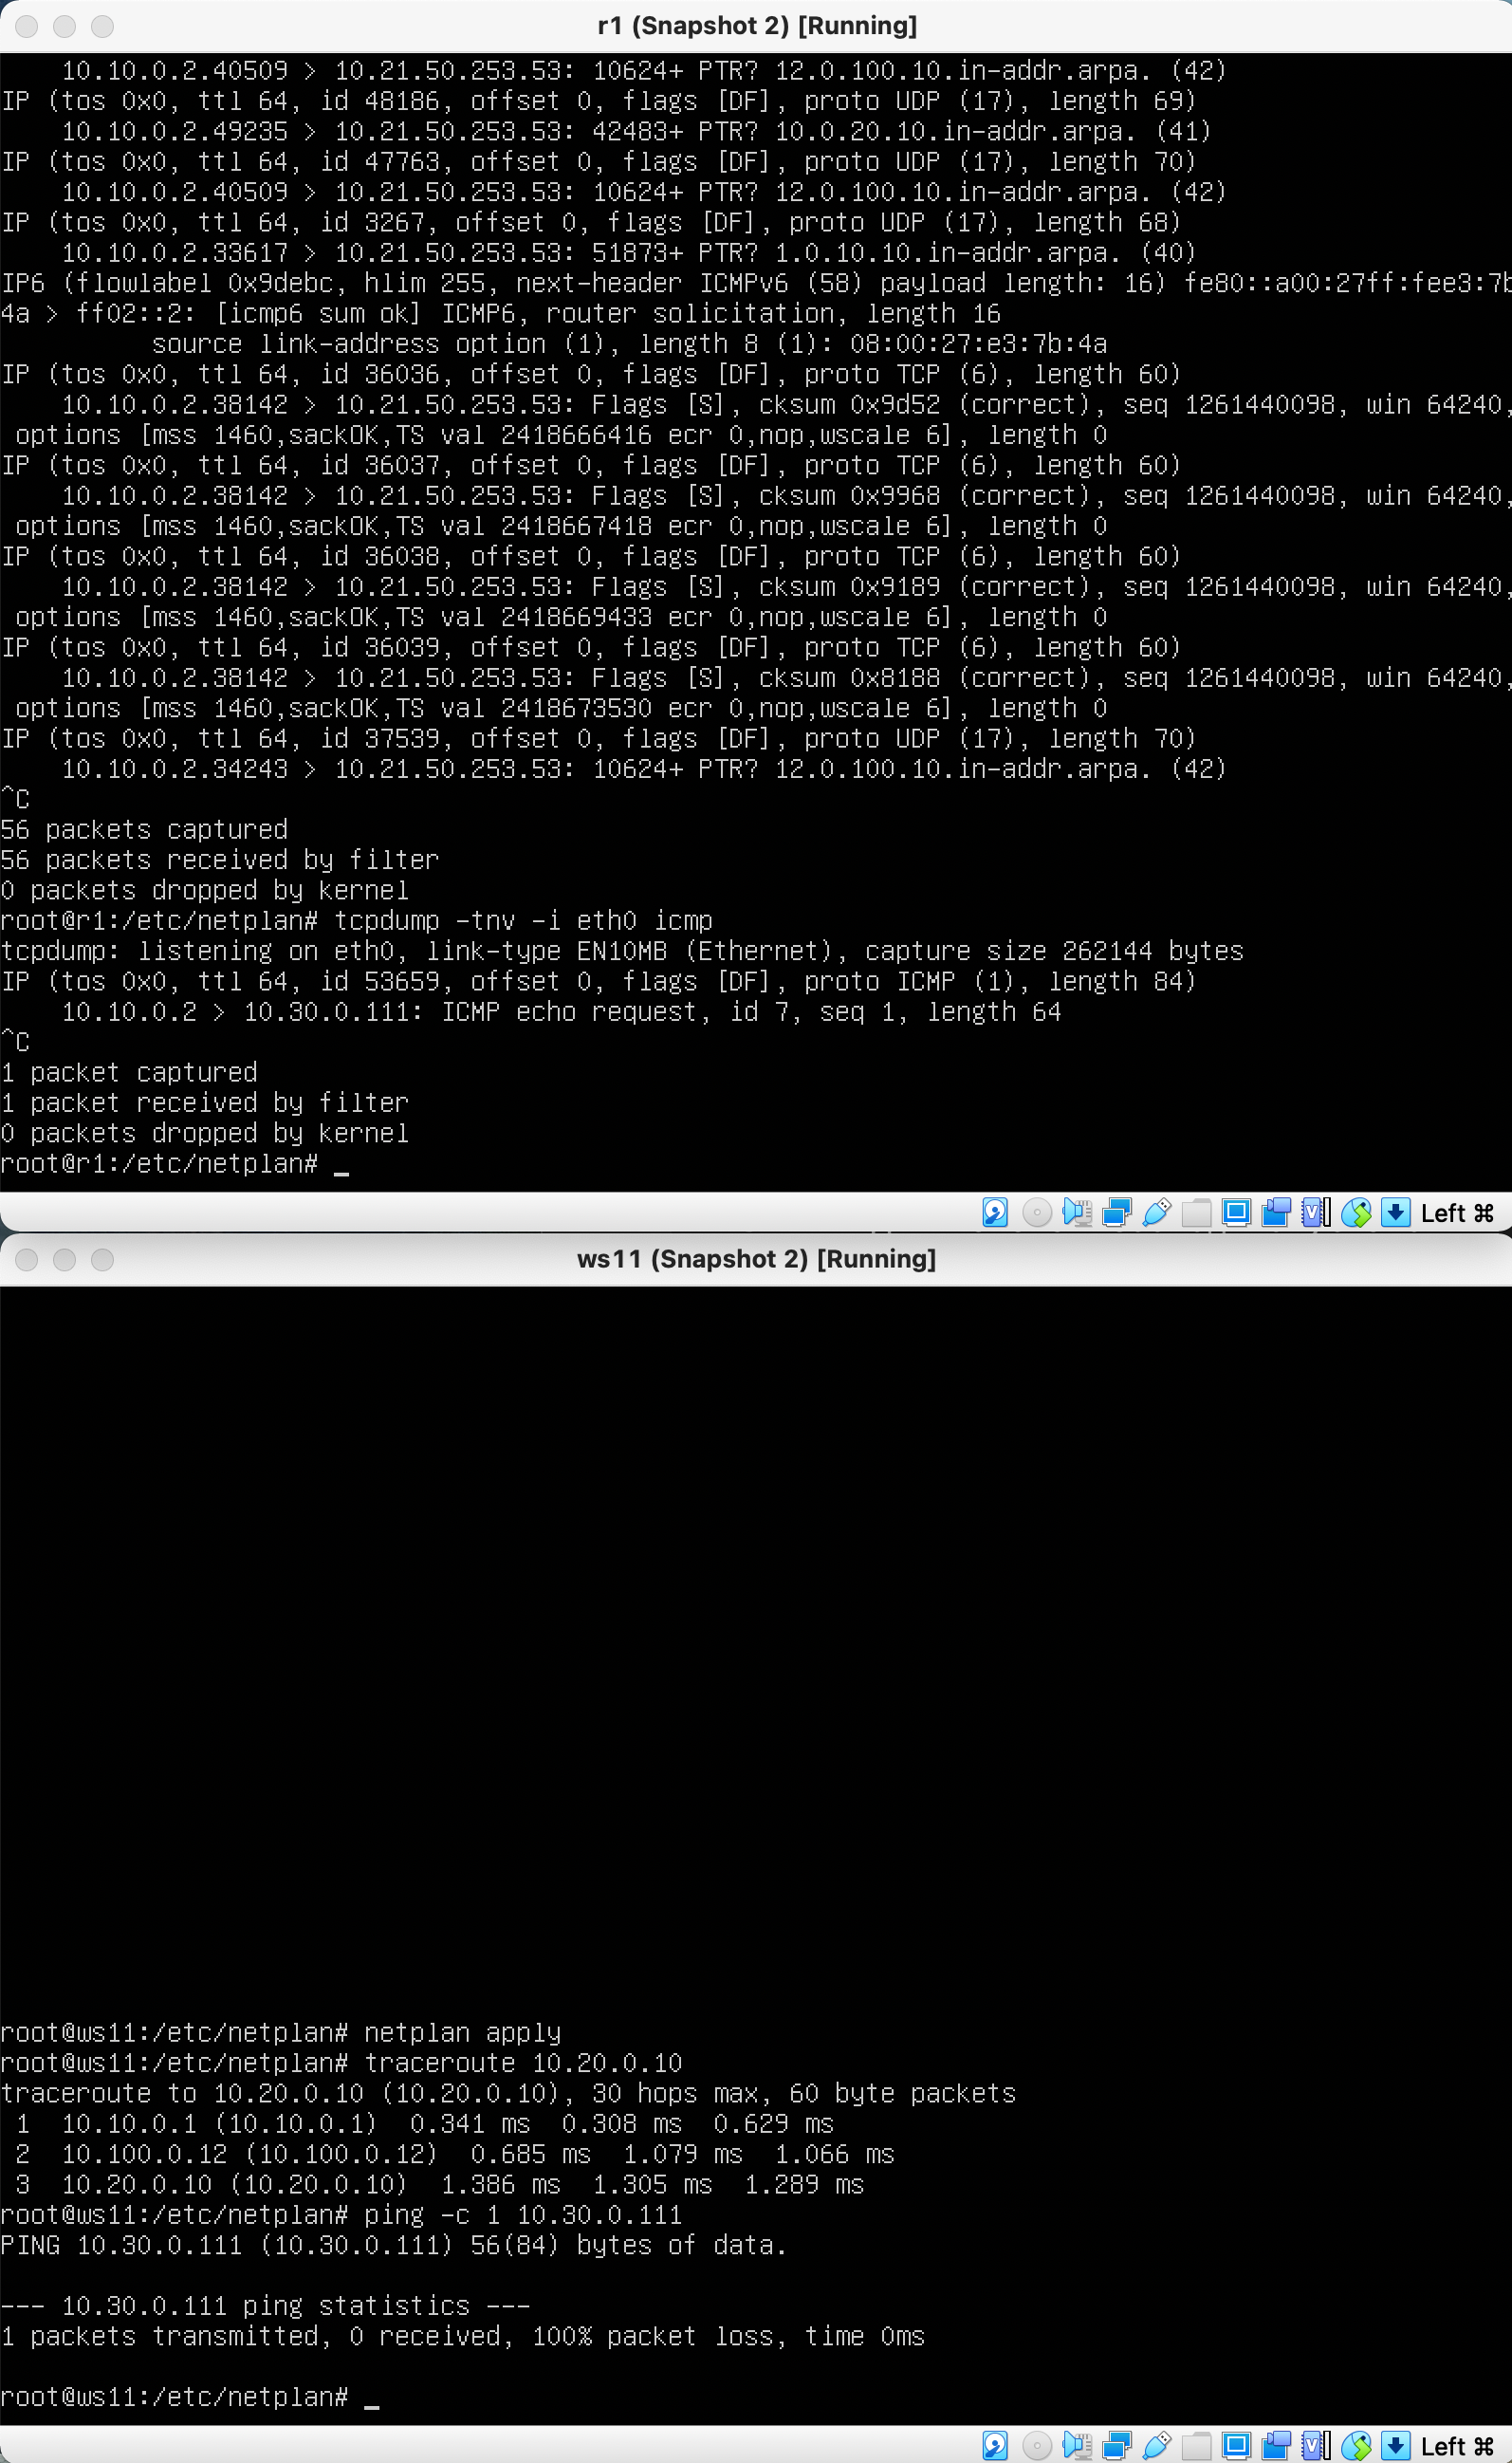 r1 (Snapshot 2) [Running]
    10.10.0.2.40509 > 10.21.50.253.53: 10624+ PTR? 12.0.100.10.in-addr.arpa. (42)
IP (tos 0x0, ttl 64, id 48186, offset 0, flags [DF], proto UDP (17), length 69)
    10.10.0.2.49235 > 10.21.50.253.53: 42483+ PTR? 10.0.20.10.in-addr.arpa. (41)
IP (tos 0x0, ttl 64, id 47763, offset 0, flags [DF], proto UDP (17), length 70)
    10.10.0.2.40509 > 10.21.50.253.53: 10624+ PTR? 12.0.100.10.in-addr.arpa. (42)
IP (tos 0x0, ttl 64, id 3267, offset 0, flags [DF], proto UDP (17), length 68)
    10.10.0.2.33617 > 10.21.50.253.53: 51873+ PTR? 1.0.10.10.in-addr.arpa. (40)
IP6 (flowlabel 0x9debc, hlim 255, next-header ICMPv6 (58) payload length: 16) fe80::a00:27ff:fee3:7b
4a > ff02::2: [icmp6 sum ok] ICMP6, router solicitation, length 16
          source link-address option (1), length 8 (1): 08:00:27:e3:7b:4a
IP (tos 0x0, ttl 64, id 36036, offset 0, flags [DF], proto TCP (6), length 60)
    10.10.0.2.38142 > 10.21.50.253.53: Flags [S], cksum 0x9d52 (correct), seq 1261440098, win 64240,
 options [mss 1460,sackOK,TS val 2418666416 ecr 0,nop,wscale 6], length 0
IP (tos 0x0, ttl 64, id 36037, offset 0, flags [DF], proto TCP (6), length 60)
    10.10.0.2.38142 > 10.21.50.253.53: Flags [S], cksum 0x9968 (correct), seq 1261440098, win 64240,
 options [mss 1460,sackOK,TS val 2418667418 ecr 0,nop,wscale 6], length 0
IP (tos 0x0, ttl 64, id 36038, offset 0, flags [DF], proto TCP (6), length 60)
    10.10.0.2.38142 > 10.21.50.253.53: Flags [S], cksum 0x9189 (correct), seq 1261440098, win 64240,
 options [mss 1460,sackOK,TS val 2418669433 ecr 0,nop,wscale 6], length 0
IP (tos 0x0, ttl 64, id 36039, offset 0, flags [DF], proto TCP (6), length 60)
    10.10.0.2.38142 > 10.21.50.253.53: Flags [S], cksum 0x8188 (correct), seq 1261440098, win 64240,
 options [mss 1460,sackOK,TS val 2418673530 ecr 0,nop,wscale 6], length 0
IP (tos 0x0, ttl 64, id 37539, offset 0, flags [DF], proto UDP (17), length 70)
    10.10.0.2.34243 > 10.21.50.253.53: 10624+ PTR? 12.0.100.10.in-addr.arpa. (42)
^C
56 packets captured
56 packets received by filter
0 packets dropped by kernel
root@r1:/etc/netplan# tcpdump -tnv -i eth0 icmp
tcpdump: listening on eth0, link-type EN10MB (Ethernet), capture size 262144 bytes
IP (tos 0x0, ttl 64, id 53659, offset 0, flags [DF], proto ICMP (1), length 84)
    10.10.0.2 > 10.30.0.111: ICMP echo request, id 7, seq 1, length 64
^C
1 packet captured
1 packet received by filter
0 packets dropped by kernel
root@r1:/etc/netplan# _
Left ⌘
ws11 (Snapshot 2) [Running]
root@ws11:/etc/netplan# netplan apply
root@ws11:/etc/netplan# traceroute 10.20.0.10
traceroute to 10.20.0.10 (10.20.0.10), 30 hops max, 60 byte packets
 1  10.10.0.1 (10.10.0.1)  0.341 ms  0.308 ms  0.629 ms
 2  10.100.0.12 (10.100.0.12)  0.685 ms  1.079 ms  1.066 ms
 3  10.20.0.10 (10.20.0.10)  1.386 ms  1.305 ms  1.289 ms
root@ws11:/etc/netplan# ping -c 1 10.30.0.111
PING 10.30.0.111 (10.30.0.111) 56(84) bytes of data.
--- 10.30.0.111 ping statistics ---
1 packets transmitted, 0 received, 100% packet loss, time 0ms
root@ws11:/etc/netplan# _
Left ⌘